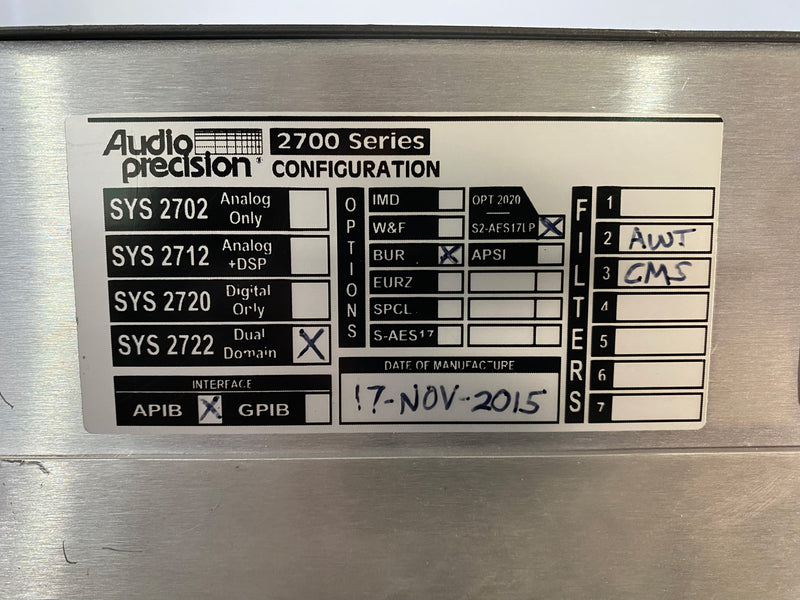 Audio precision® 2700 Series
CONFIGURATION
SYS 2702 Analog Only
SYS 2712 Analog +DSP
SYS 2720 Digital Only
SYS 2722 Dual Domain X
INTERFACE
APIB X GPIB
OPTIONS
IMD
W&F
BUR X
EURZ
SPCL
S-AES17
OPT 2020
S2-AES17LP X
APSI
DATE OF MANUFACTURE
17-NOV-2015
FILTERS
1
2 AWT
3 CMS
4
5
6
7